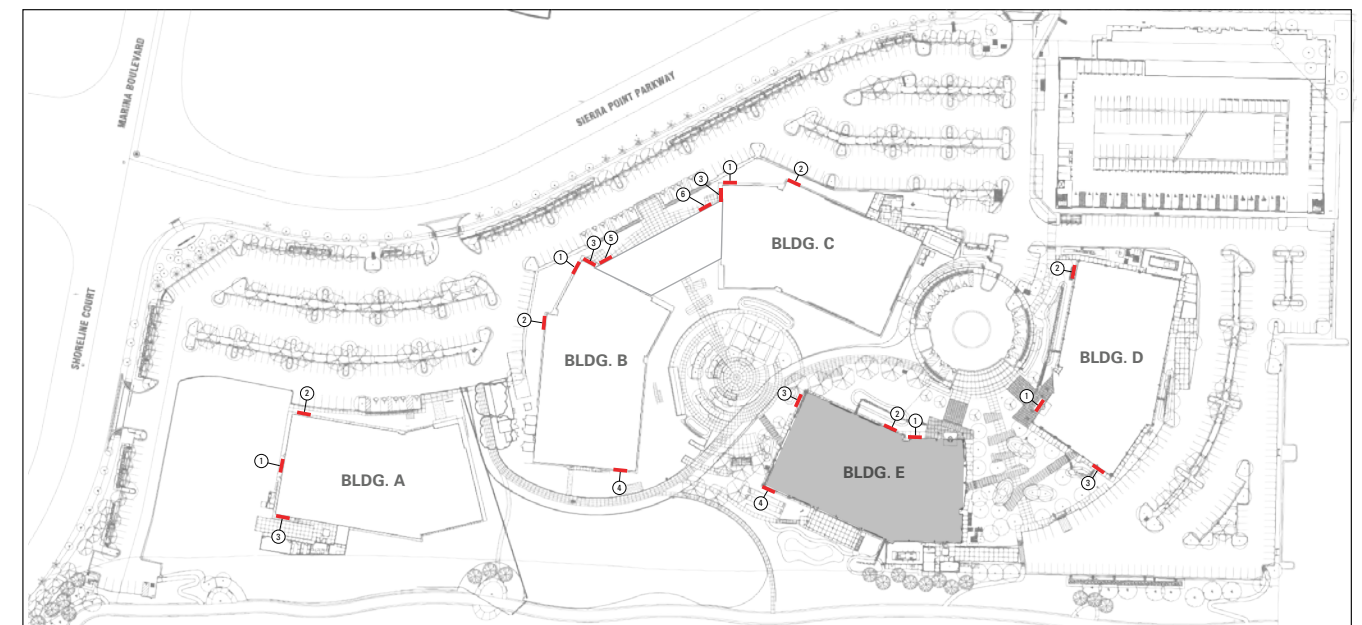 MARINA BOULEVARD
SIERRA POINT PARKWAY
SHORELINE COURT
1
2
3
6
BLDG. C
3
5
1
2
BLDG. B
4
2
BLDG. D
1
3
3
2
1
BLDG. E
4
2
1
BLDG. A
3